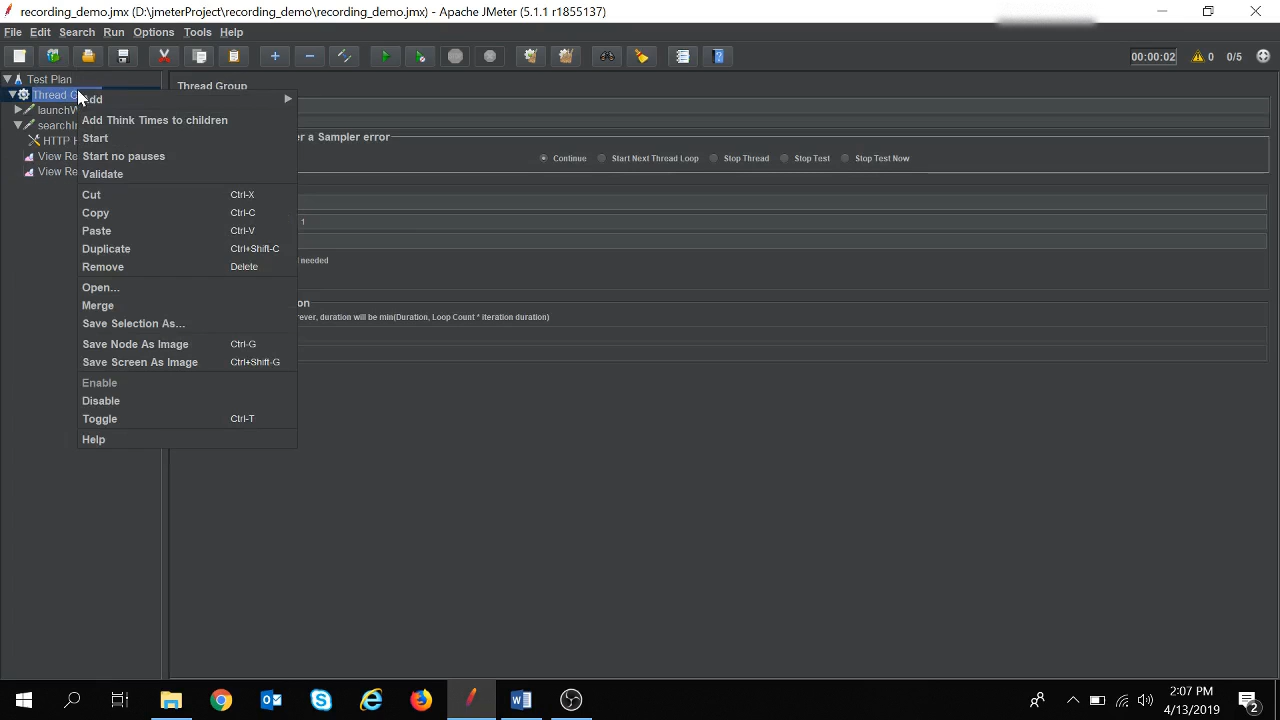 recording_demo.jmx (D:\jmeterProject\recording_demo\recording_demo.jmx) - Apache JMeter (5.1.1 r1855137)
File Edit Search Run Options Tools Help
00:00:02 0 0/5
Test Plan
Thread G
launchV
searchIn
HTTP H
View Re
View Re
Add
Add Think Times to children
Start
Start no pauses
Validate
Cut Ctrl-X
Copy Ctrl-C
Paste Ctrl-V
Duplicate Ctrl+Shift-C
Remove Delete
Open...
Merge
Save Selection As...
Save Node As Image Ctrl-G
Save Screen As Image Ctrl+Shift-G
Enable
Disable
Toggle Ctrl-T
Help
Thread Group
er a Sampler error
Continue Start Next Thread Loop Stop Thread Stop Test Stop Test Now
1
needed
on
ever, duration will be min(Duration, Loop Count * iteration duration)
2:07 PM
4/13/2019
2